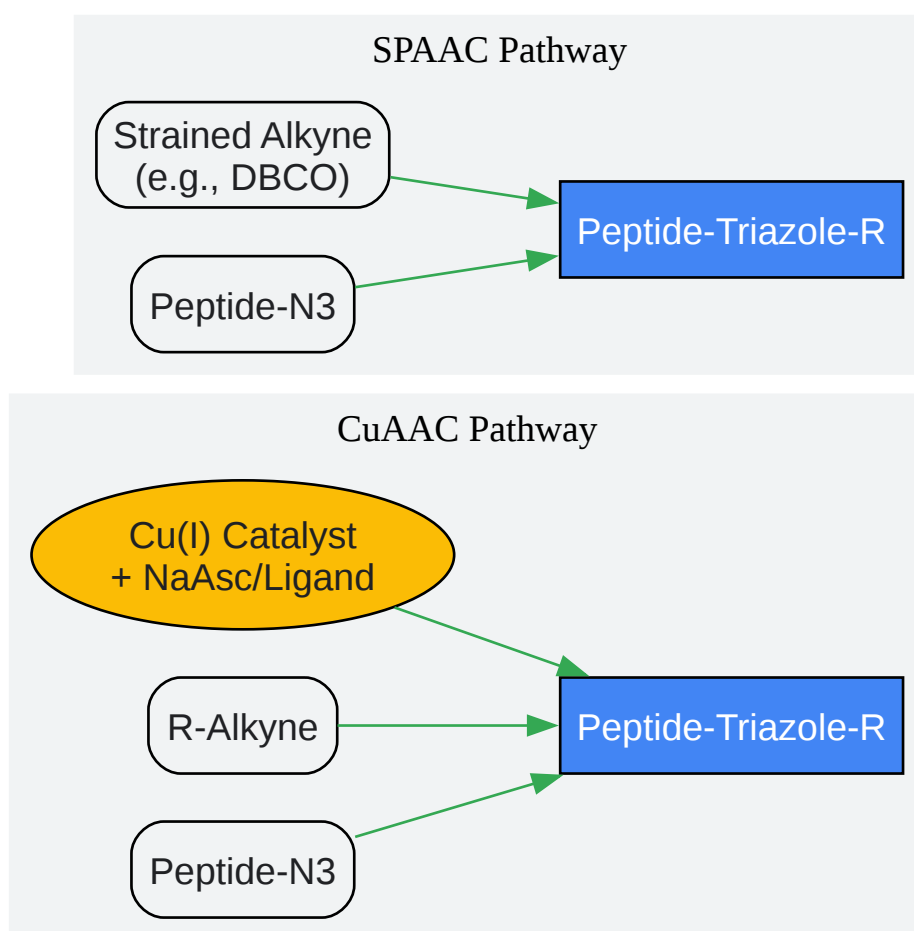 SPAAC Pathway
Strained Alkyne
(e.g., DBCO)
Peptide-Triazole-R
Peptide-N3
CuAAC Pathway
Cu(I) Catalyst
+ NaAsc/Ligand
R-Alkyne
Peptide-Triazole-R
Peptide-N3